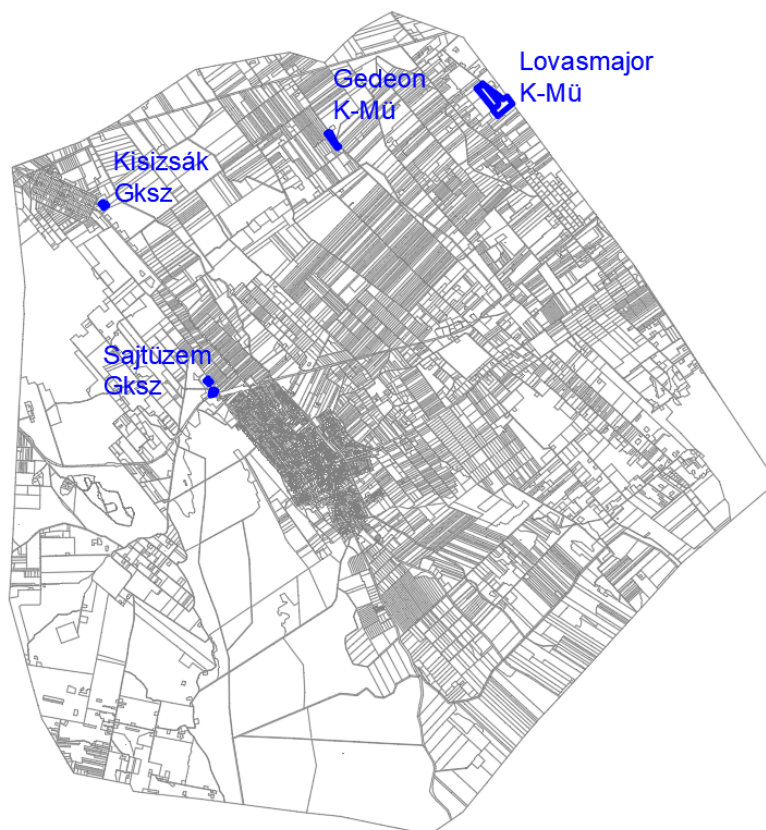 Lovasmajor
K-Mü
Gedeon
K-Mü
Kisizsák
Gksz
Sajtüzem
Gksz